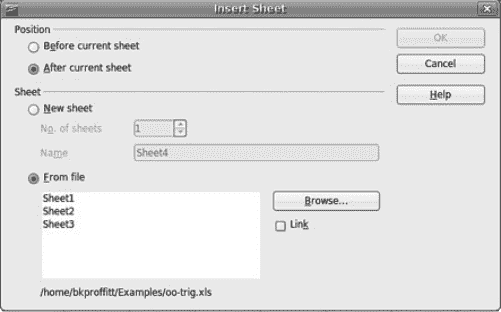 Insert Sheet
Position
Before current sheet
After current sheet
OK
Cancel
Help
Sheet
New sheet
No. of sheets 1
Name Sheet4
From file
Sheet1
Sheet2
Sheet3
Browse...
Link
/home/bkproffitt/Examples/oo-trig.xls